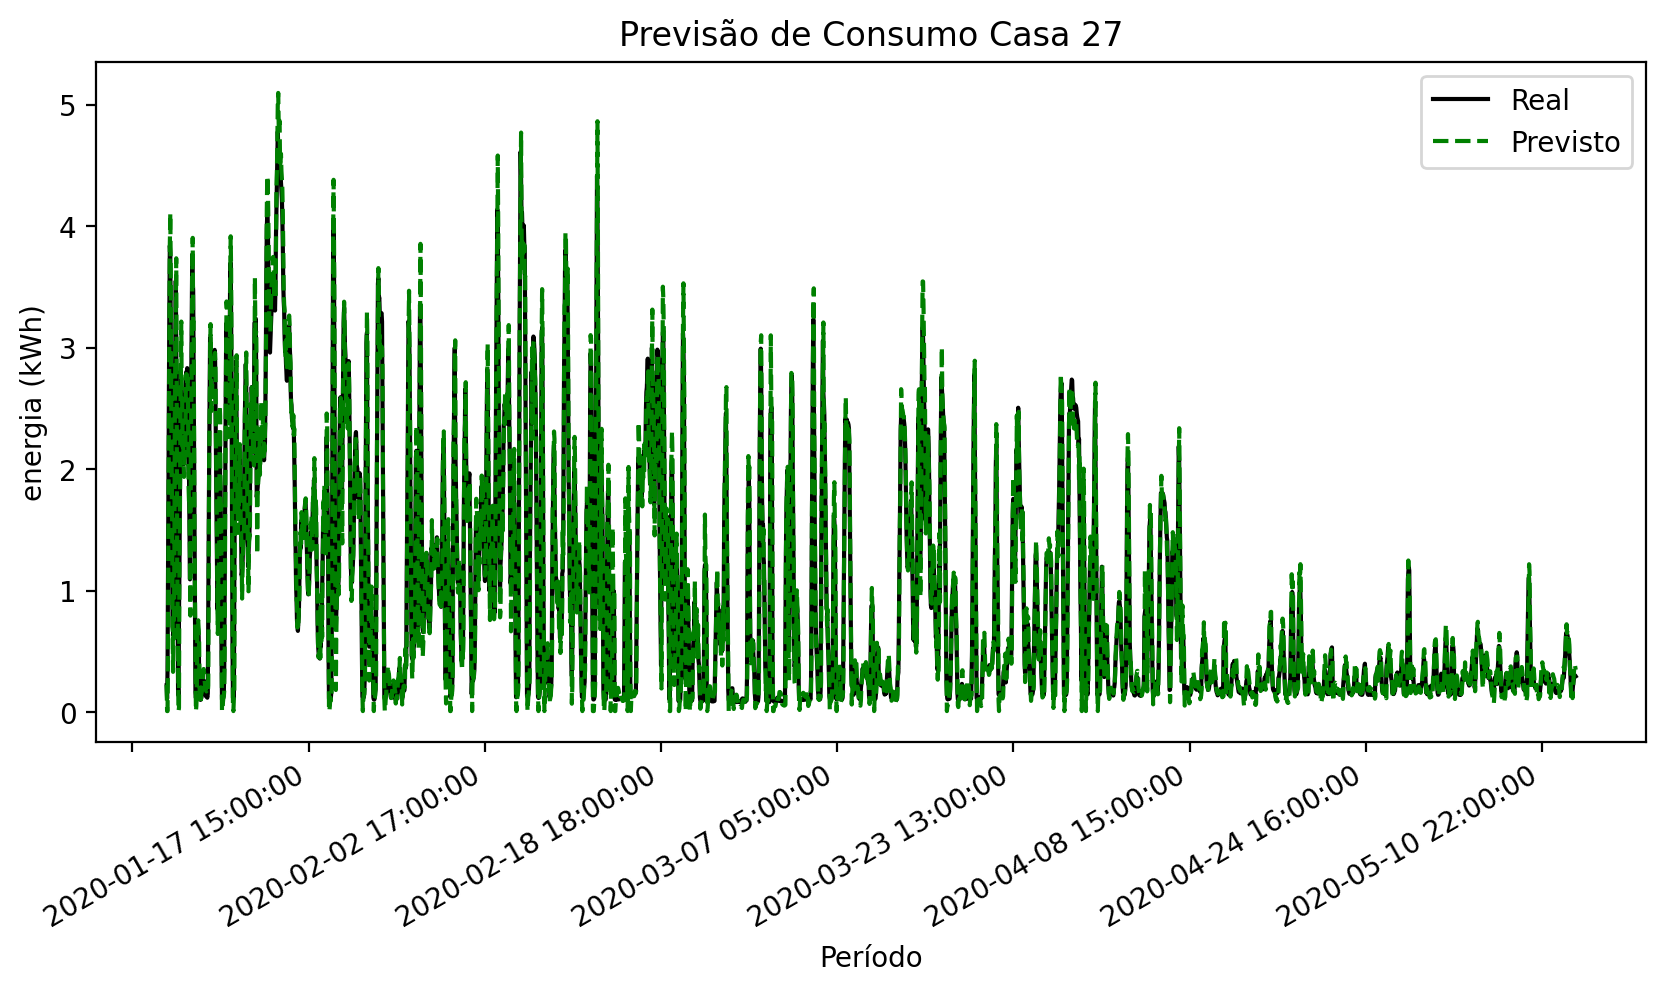 Previsão de Consumo Casa 27
Real
Previsto
energia (kWh)
5
4
3
2
1
0
2020-01-17 15:00:00
2020-02-02 17:00:00
2020-02-18 18:00:00
2020-03-07 05:00:00
2020-03-23 13:00:00
2020-04-08 15:00:00
2020-04-24 16:00:00
2020-05-10 22:00:00
Período